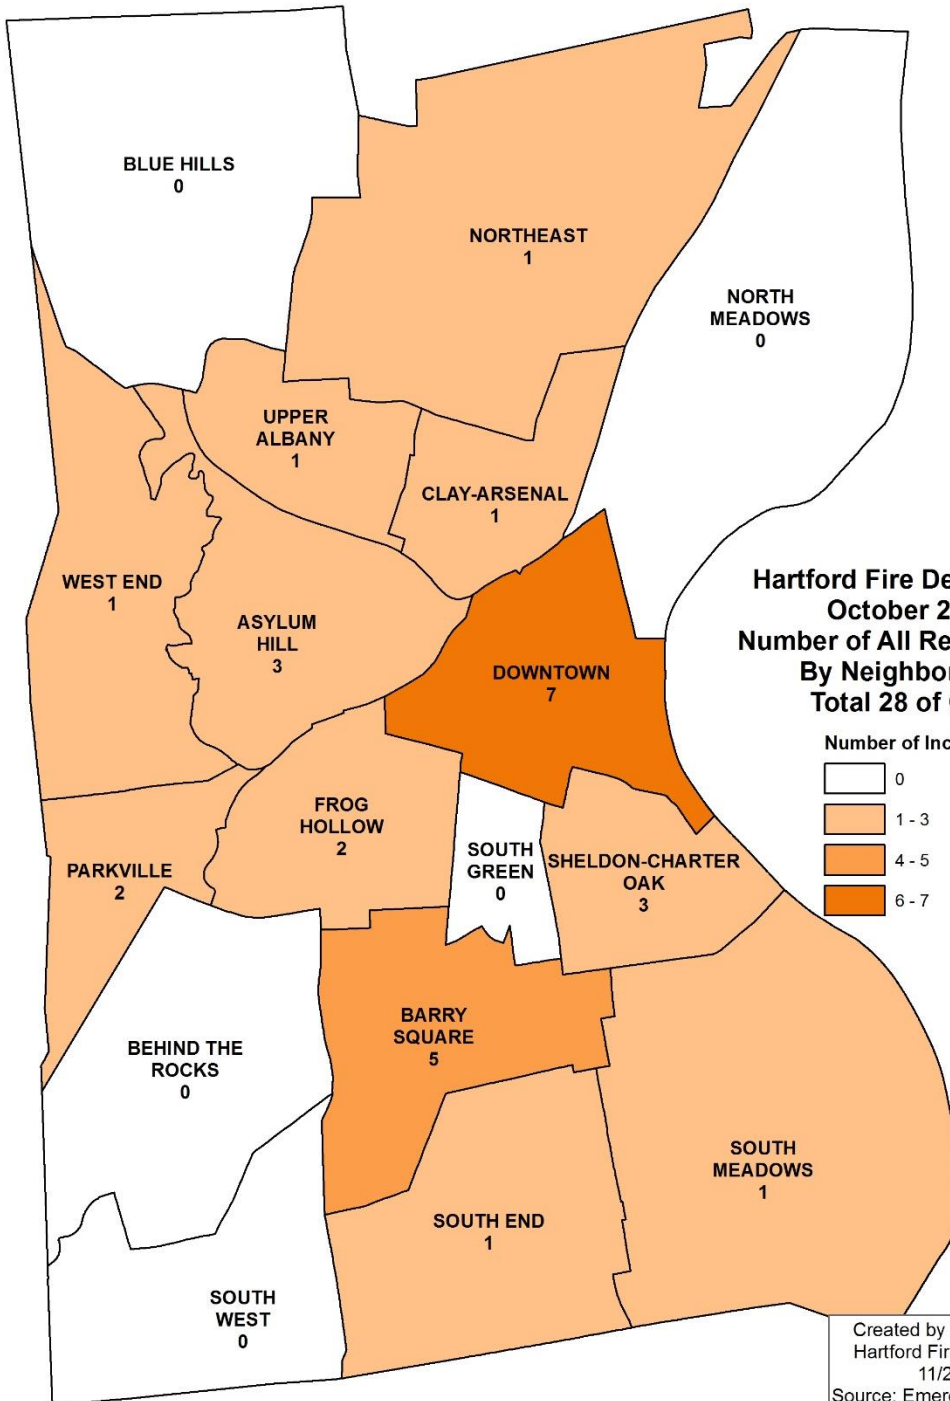 BLUE HILLS
0
NORTHEAST
1
NORTH
MEADOWS
0
UPPER
ALBANY
1
CLAY-ARSENAL
1
WEST END
1
ASYLUM
HILL
3
DOWNTOWN
7
Hartford Fire De
October 2
Number of All Re
By Neighbor
Total 28 of
Number of Inc
0
1 - 3
4 - 5
6 - 7
FROG
HOLLOW
2
PARKVILLE
2
SOUTH
GREEN
0
SHELDON-CHARTER
OAK
3
BARRY
SQUARE
5
BEHIND THE
ROCKS
0
SOUTH
MEADOWS
1
SOUTH END
1
SOUTH
WEST
0
Created by
Hartford Fir
11/2
Source: Emer